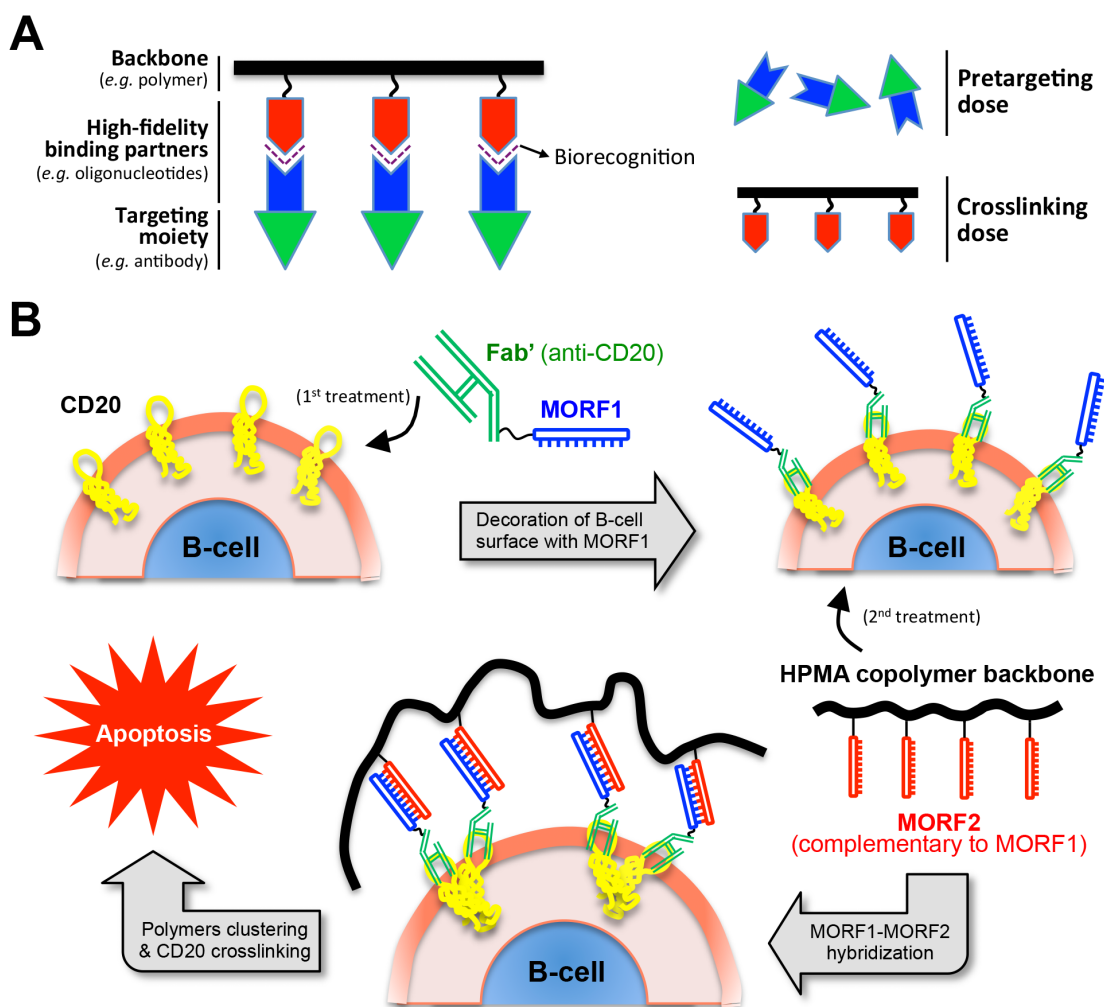 A
Backbone
(e.g. polymer)
High-fidelity
binding partners
(e.g. oligonucleotides)
Targeting
moiety
(e.g. antibody)
Biorecognition
Pretargeting
dose
Crosslinking
dose
B
CD20
(1st treatment)
Fab’ (anti-CD20)
MORF1
B-cell
Decoration of B-cell
surface with MORF1
B-cell
(2nd treatment)
HPMA copolymer backbone
MORF2
(complementary to MORF1)
MORF1-MORF2
hybridization
B-cell
Polymers clustering
& CD20 crosslinking
Apoptosis